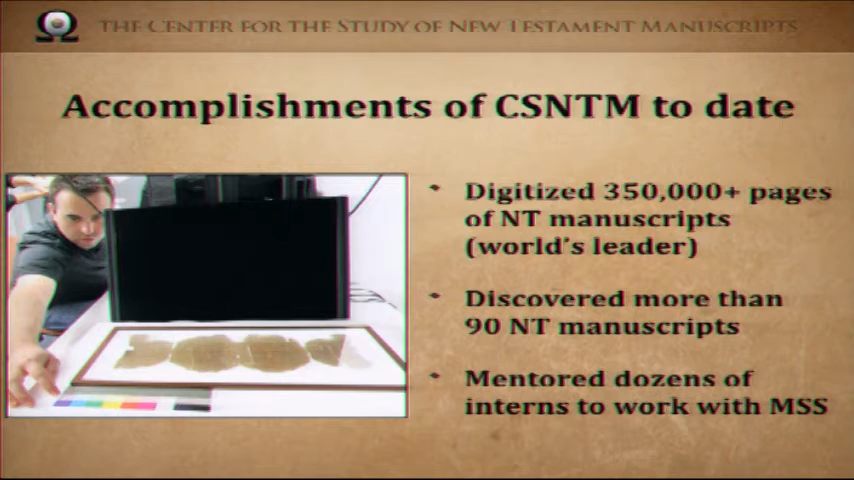 THE CENTER FOR THE STUDY OF NEW TESTAMENT MANUSCRIPTS
Accomplishments of CSNTM to date
• Digitized 350,000+ pages
of NT manuscripts
(world's leader)
• Discovered more than
90 NT manuscripts
• Mentored dozens of
interns to work with MSS